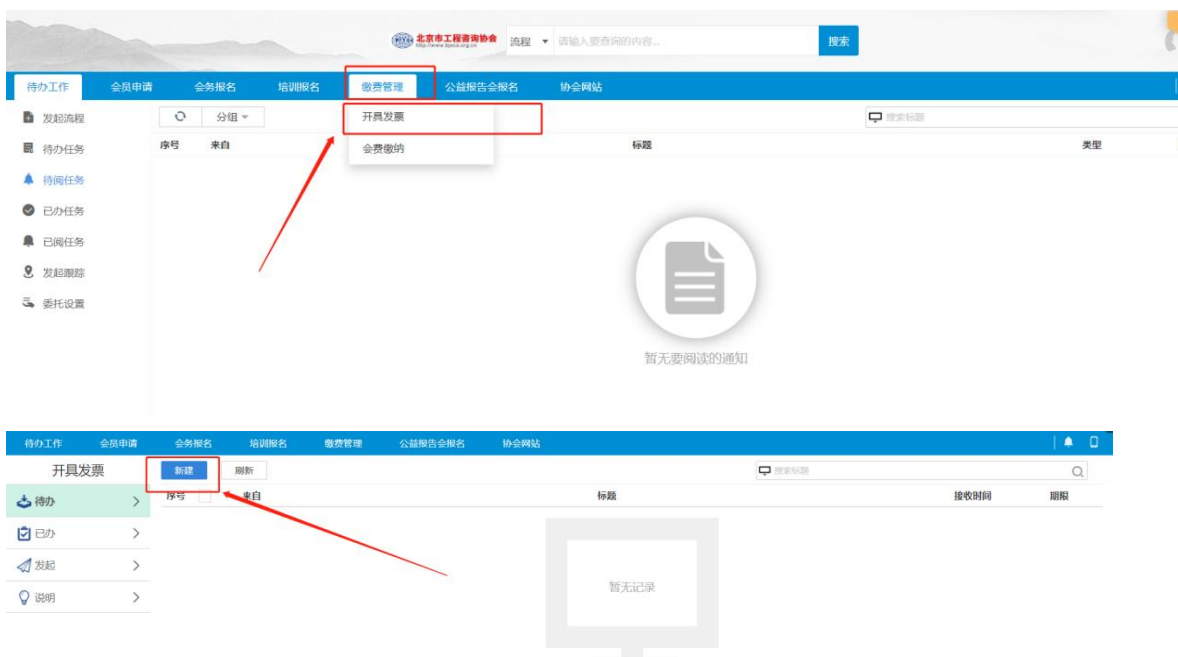 北京市工程咨询协会 流程 请输入要查询的内容... 搜索
http://www.bjeca.org.cn
待办工作 会员申请 会务报名 培训报名 缴费管理 公益报告会报名 协会网站
发起流程 分组 开具发票 搜索标题
待办任务 序号 来自 会费缴纳 标题 类型
待阅任务
已办任务
已阅任务
发起跟踪
委托设置
暂无要阅读的通知
待办工作 会员申请 会务报名 培训报名 缴费管理 公益报告会报名 协会网站
开具发票 新建 刷新 搜索标题
待办 序号 来自 标题 接收时间 期限
已办
发起
说明
暂无记录